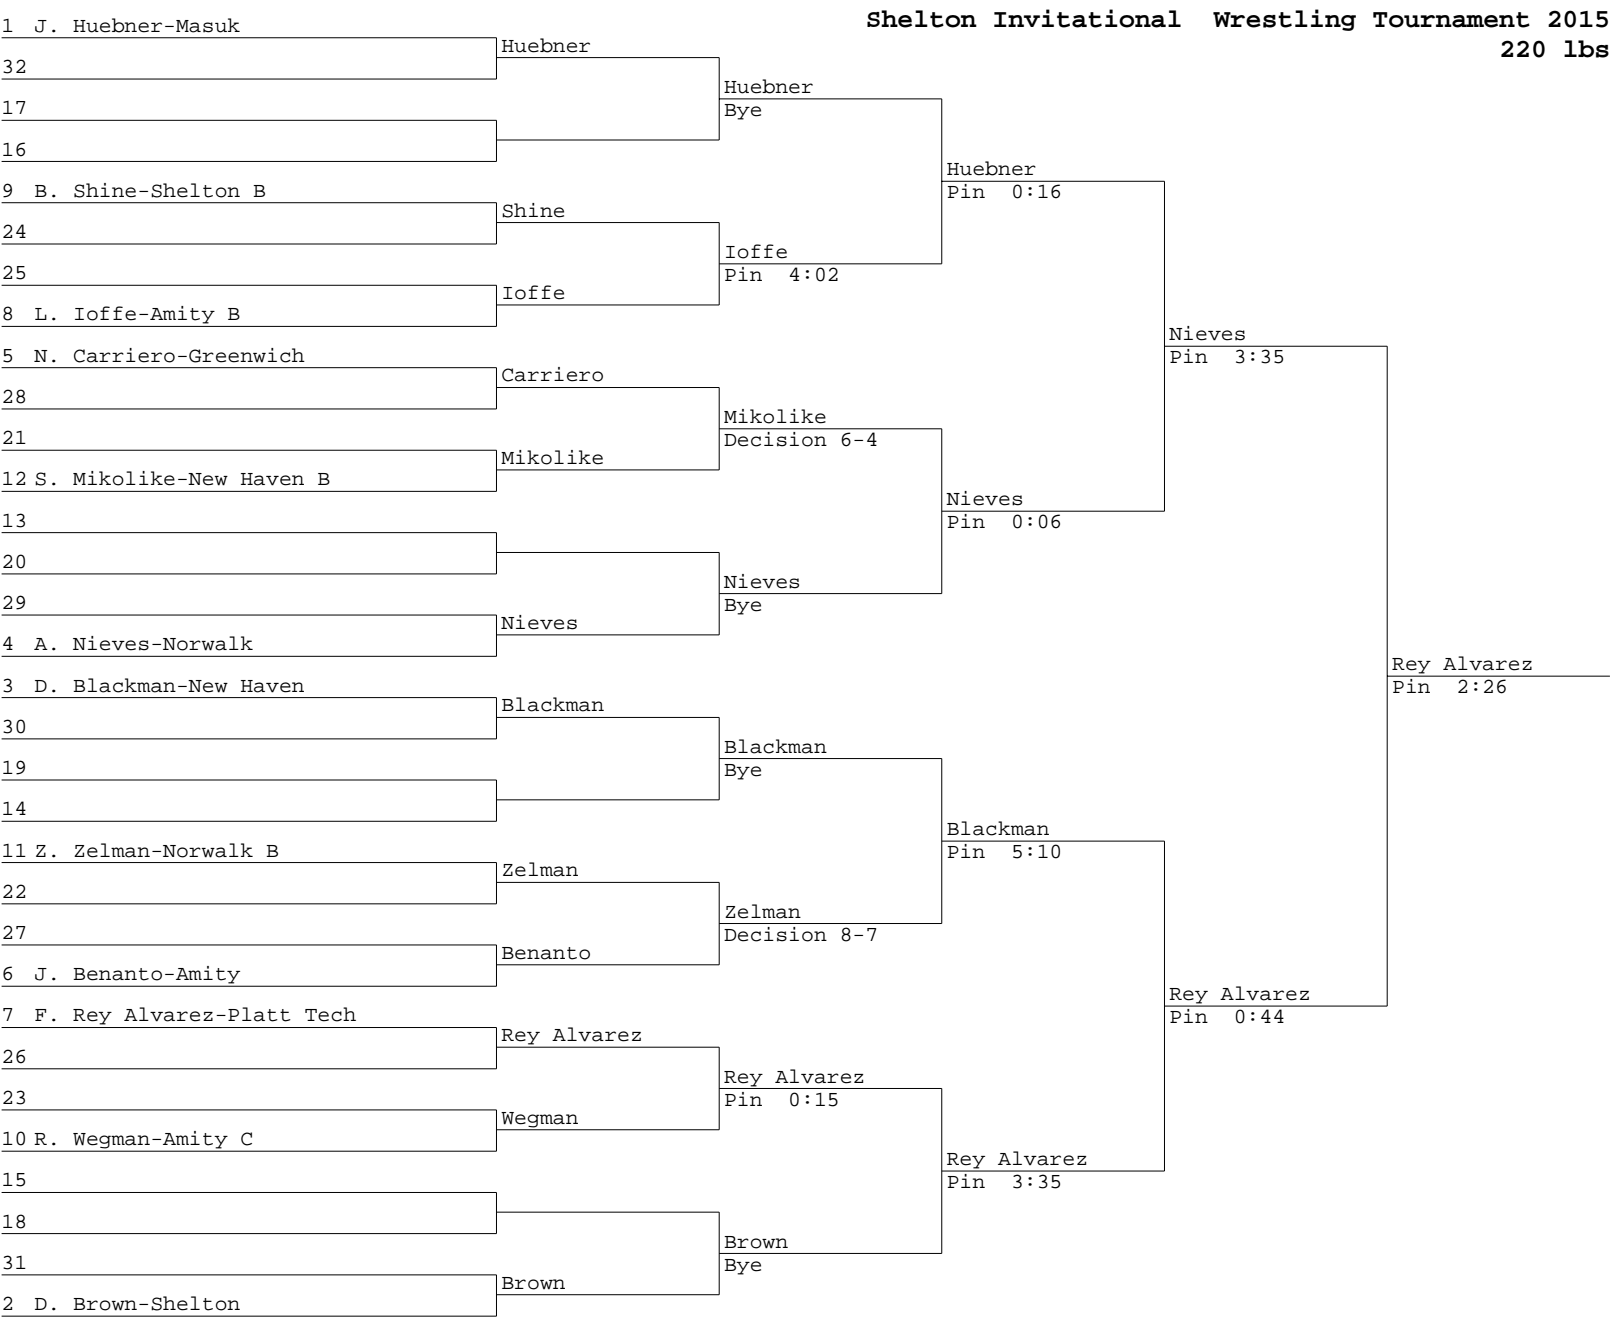 Shelton Invitational  Wrestling Tournament 2015
220 lbs
1 J. Huebner-Masuk
32
17
16
9 B. Shine-Shelton B
24
25
8 L. Ioffe-Amity B
5 N. Carriero-Greenwich
28
21
12 S. Mikolike-New Haven B
13
20
29
4 A. Nieves-Norwalk
3 D. Blackman-New Haven
30
19
14
11 Z. Zelman-Norwalk B
22
27
6 J. Benanto-Amity
7 F. Rey Alvarez-Platt Tech
26
23
10 R. Wegman-Amity C
15
18
31
2 D. Brown-Shelton
Huebner
Shine
Ioffe
Carriero
Mikolike
Nieves
Blackman
Zelman
Benanto
Rey Alvarez
Wegman
Brown
Huebner
Bye
Ioffe
Pin 4:02
Mikolike
Decision 6-4
Nieves
Bye
Blackman
Bye
Zelman
Decision 8-7
Rey Alvarez
Pin 0:15
Brown
Bye
Huebner
Pin 0:16
Nieves
Pin 0:06
Blackman
Pin 5:10
Rey Alvarez
Pin 3:35
Nieves
Pin 3:35
Rey Alvarez
Pin 0:44
Rey Alvarez
Pin 2:26